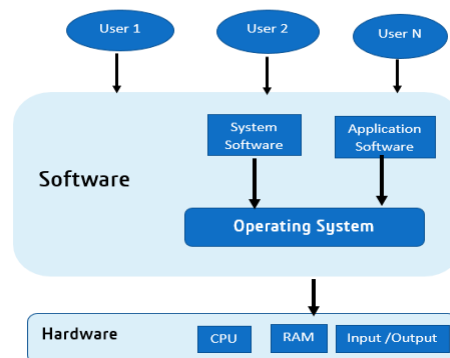 User 1
User 2
User N
System
Software
Application
Software
Software
Operating System
Hardware
CPU
RAM
Input /Output